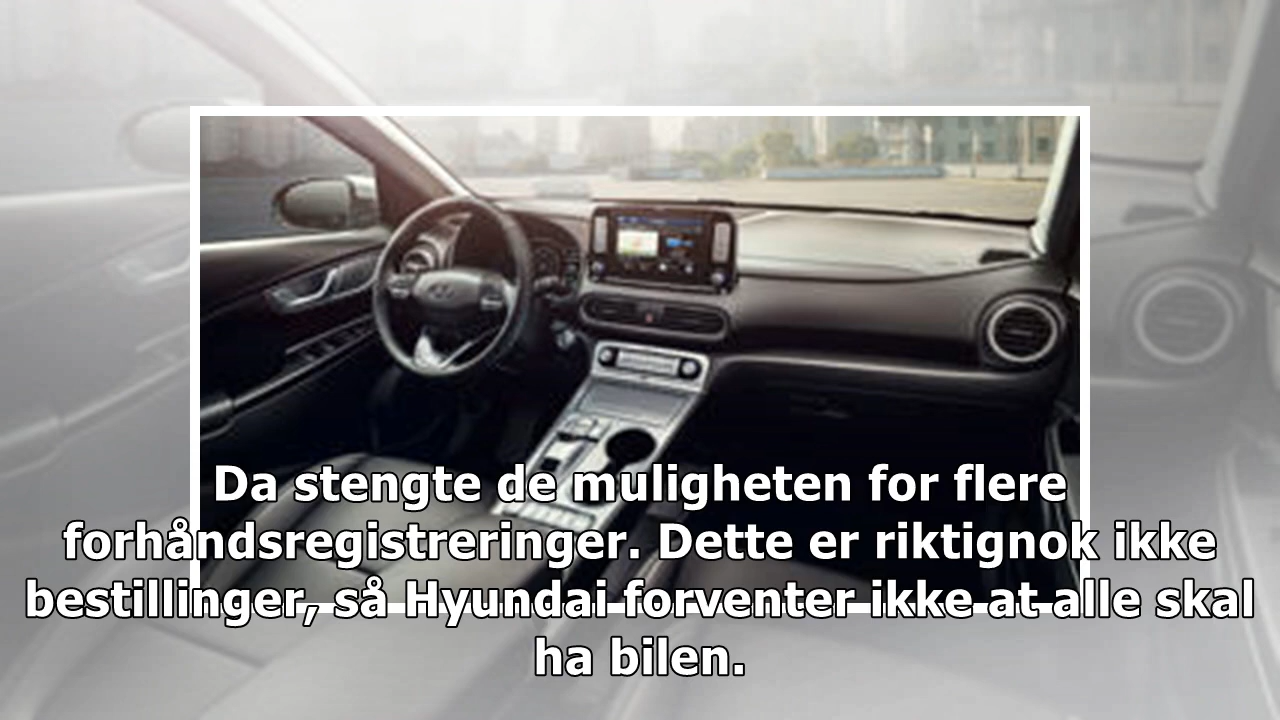 Da stengte de muligheten for flere
forhåndsregistreringer. Dette er riktignok ikke
bestillinger, så Hyundai forventer ikke at alle skal
ha bilen.